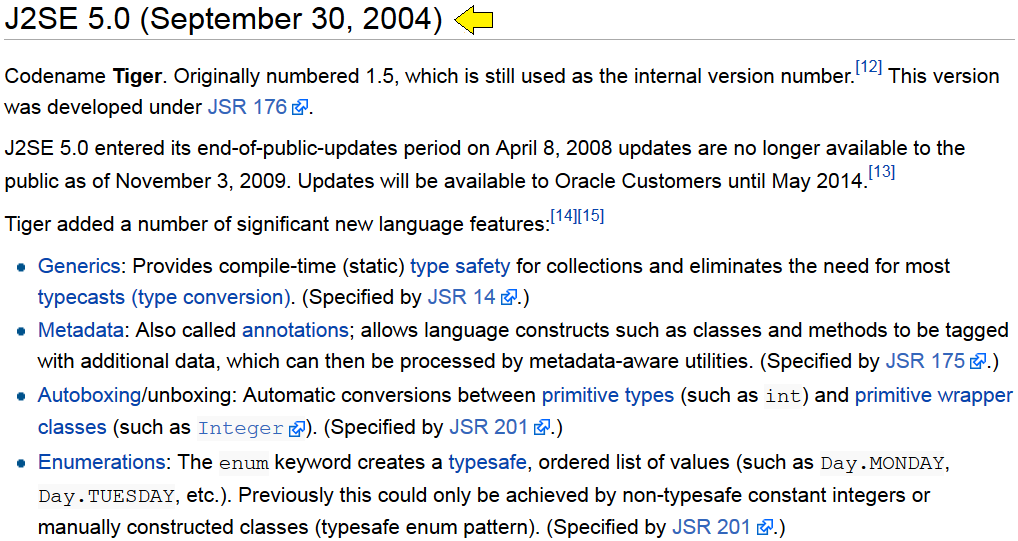 J2SE 5.0 (September 30, 2004)
Codename Tiger. Originally numbered 1.5, which is still used as the internal version number.[12] This version
was developed under JSR 176.
J2SE 5.0 entered its end-of-public-updates period on April 8, 2008 updates are no longer available to the
public as of November 3, 2009. Updates will be available to Oracle Customers until May 2014.[13]
Tiger added a number of significant new language features:[14][15]
• Generics: Provides compile-time (static) type safety for collections and eliminates the need for most
typecasts (type conversion). (Specified by JSR 14.)
• Metadata: Also called annotations; allows language constructs such as classes and methods to be tagged
with additional data, which can then be processed by metadata-aware utilities. (Specified by JSR 175.)
• Autoboxing/unboxing: Automatic conversions between primitive types (such as int) and primitive wrapper
classes (such as Integer). (Specified by JSR 201.)
• Enumerations: The enum keyword creates a typesafe, ordered list of values (such as Day.MONDAY,
Day.TUESDAY, etc.). Previously this could only be achieved by non-typesafe constant integers or
manually constructed classes (typesafe enum pattern). (Specified by JSR 201.)